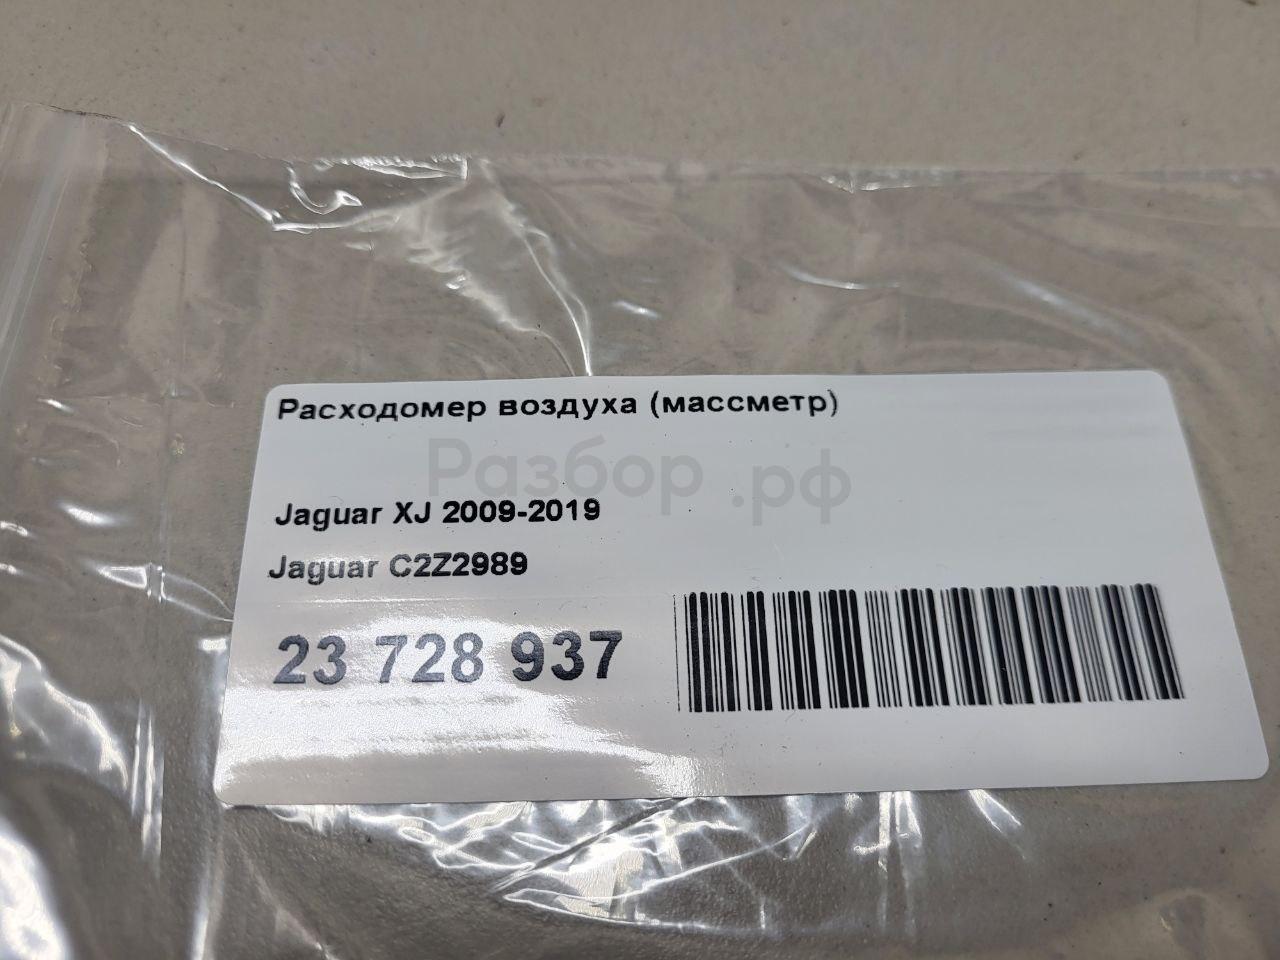 Расходомер воздуха (массметр)
Разбор.рф
Jaguar XJ 2009-2019
Jaguar C2Z2989
23 728 937